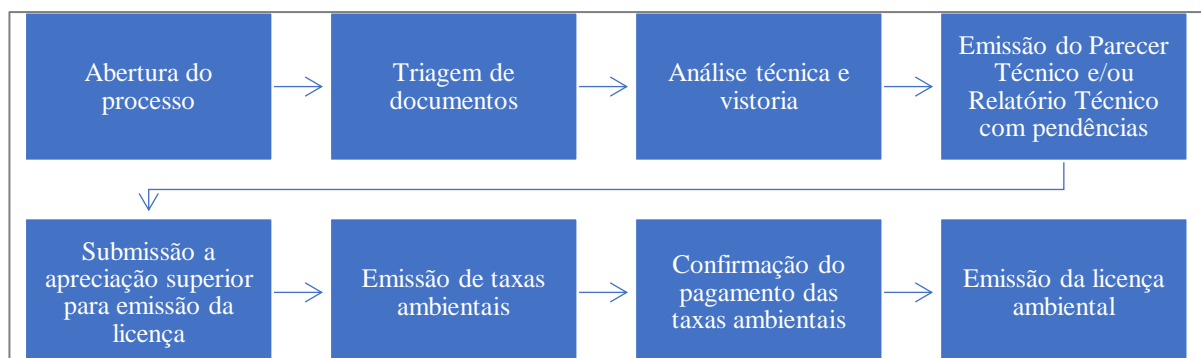 Abertura do
processo
Triagem de
documentos
Análise técnica e
vistoria
Emissão do Parecer
Técnico e/ou
Relatório Técnico
com pendências
Submissão a
apreciação superior
para emissão da
licença
Emissão de taxas
ambientais
Confirmação do
pagamento das
taxas ambientais
Emissão da licença
ambiental